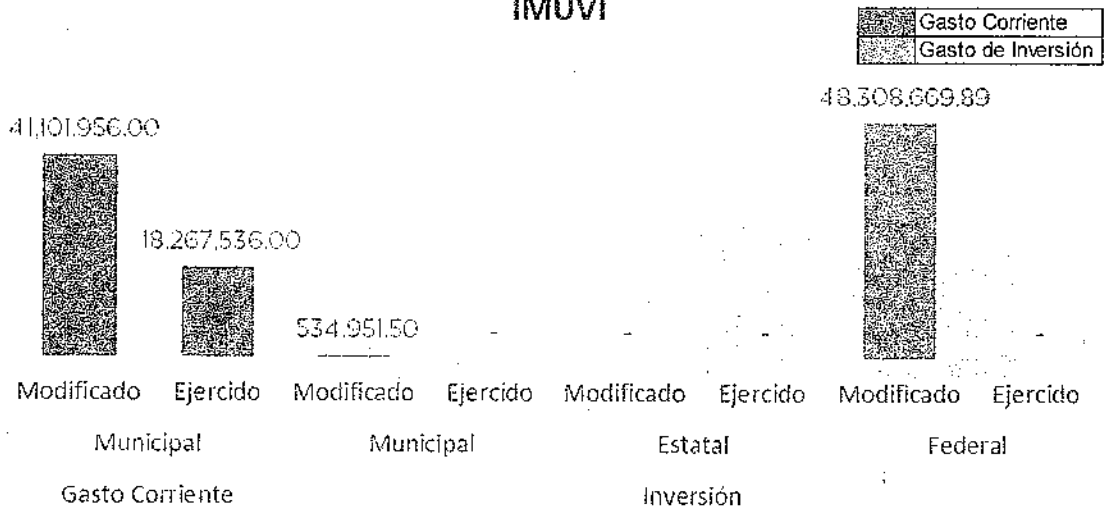 IMUVI
Gasto Corriente
Gasto de Inversión
48,308,669.89
41,101,956.00
18,267,536.00
534,951.50
- - - -
Modificado Ejercido Modificado Ejercido Modificado Ejercido Modificado Ejercido
Municipal Municipal Estatal Federal
Gasto Corriente Inversión